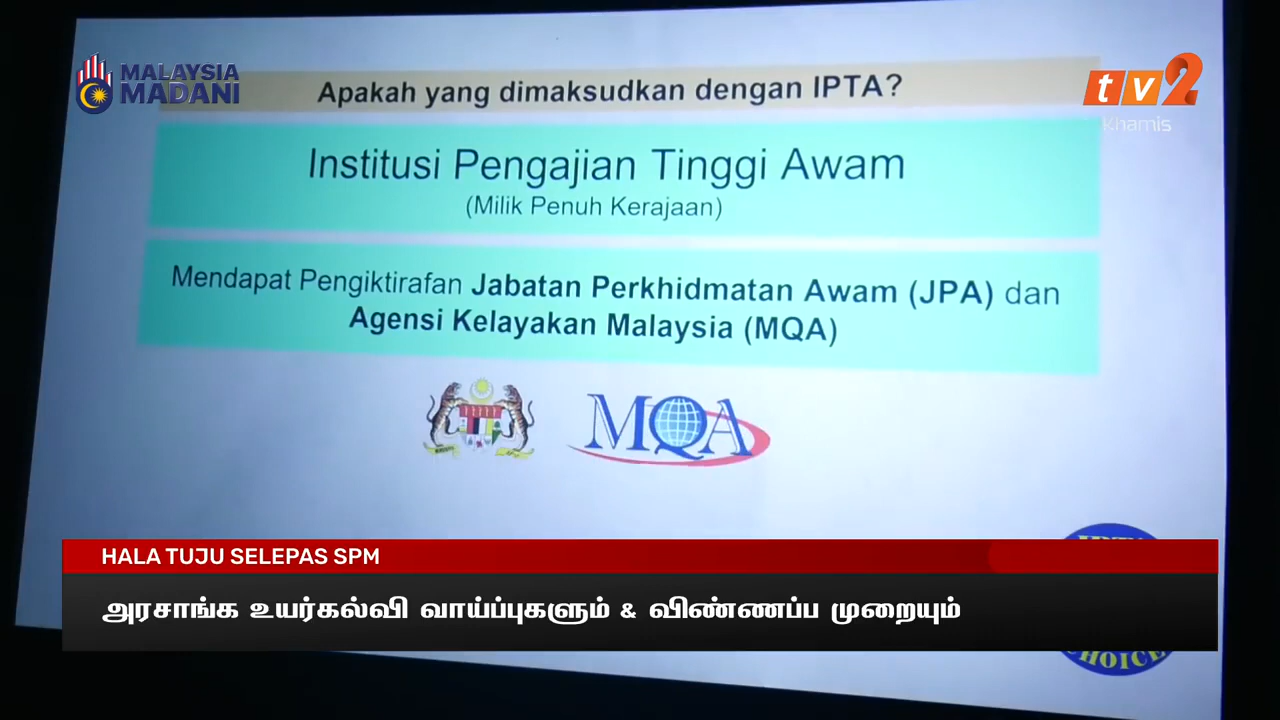 MALAYSIA
MADANI
tv2
Khamis
Apakah yang dimaksudkan dengan IPTA?
Institusi Pengajian Tinggi Awam
(Milik Penuh Kerajaan)
Mendapat Pengiktirafan Jabatan Perkhidmatan Awam (JPA) dan
Agensi Kelayakan Malaysia (MQA)
MQA
HALA TUJU SELEPAS SPM
அரசாங்க உயர்கல்வி வாய்ப்புகளும் & விண்ணப்ப முறையும்
CHOICE